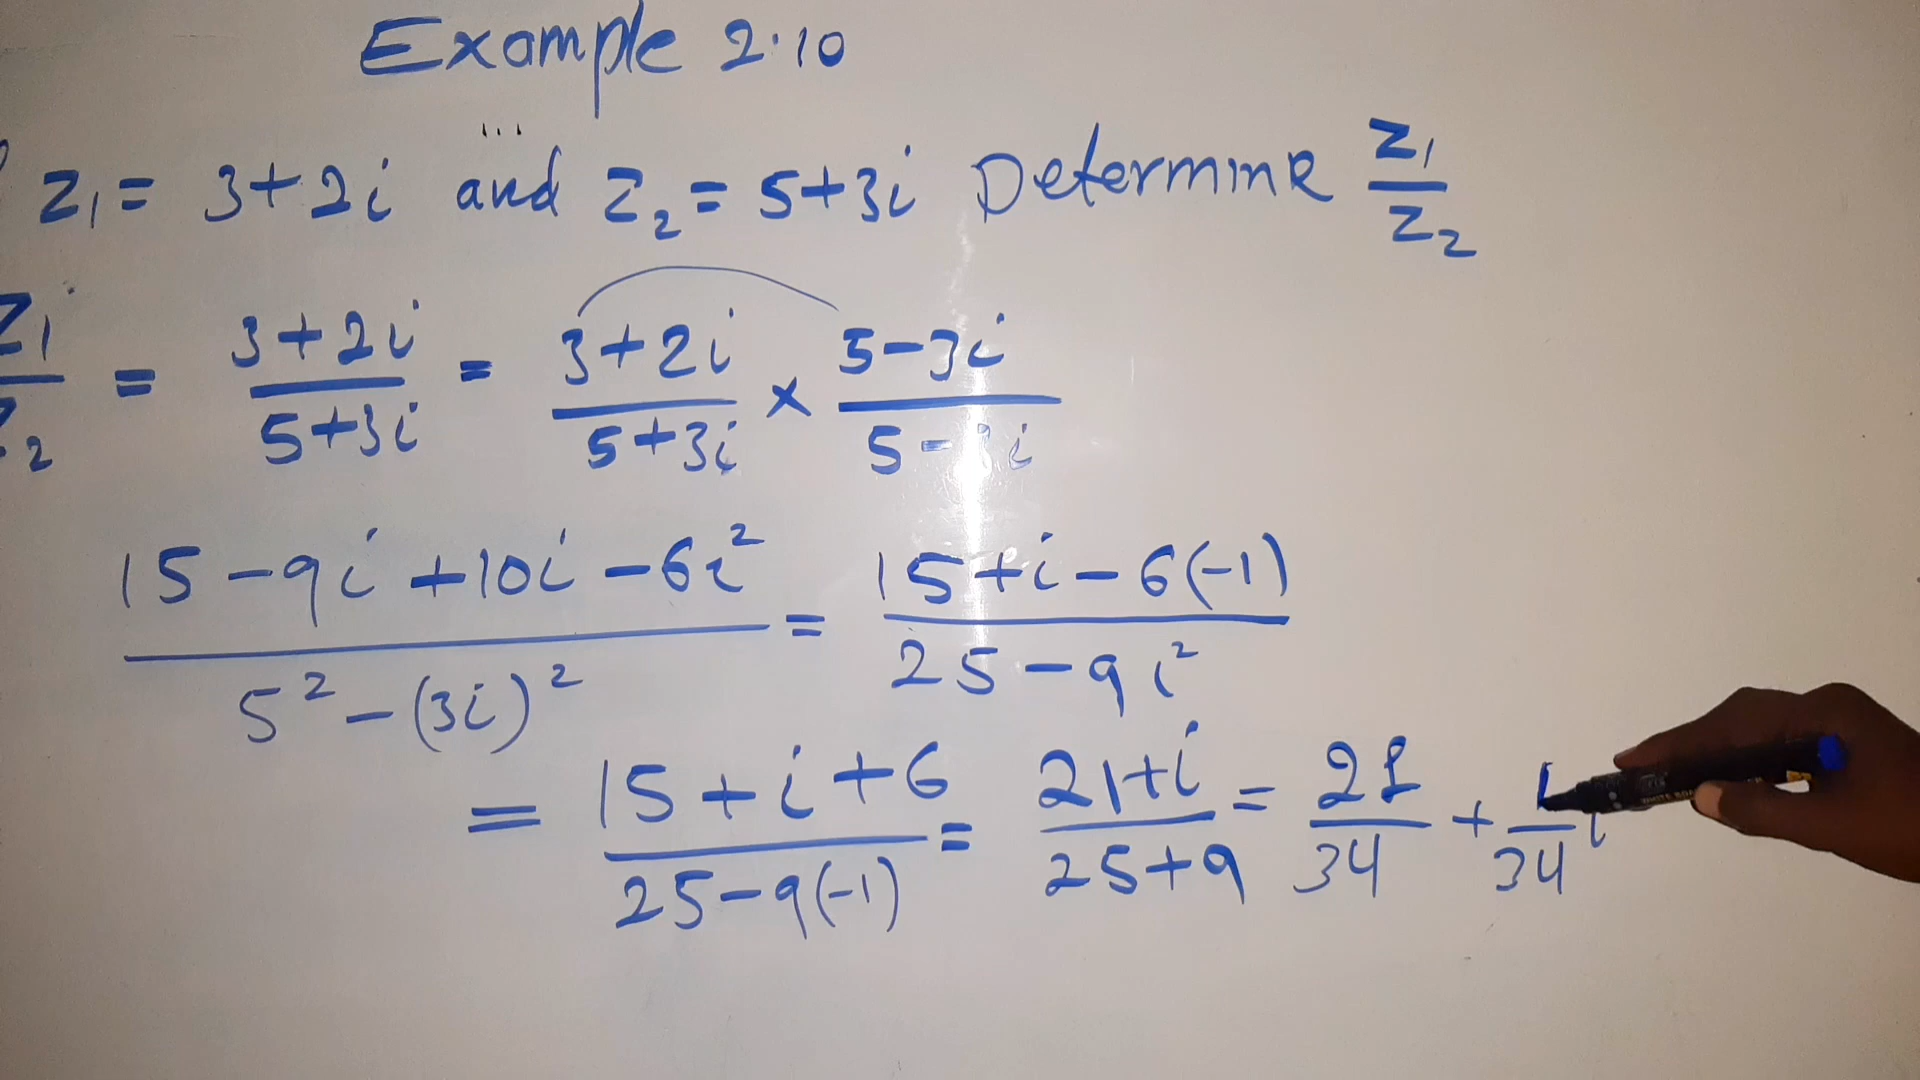 Example 2.10
z₁ = 3+2i and z₂ = 5+3i Determine z₁/z₂
z₁/z₂ = (3+2i)/(5+3i) = (3+2i)/(5+3i) × (5-3i)/(5-3i)
(15-9i+10i-6i²)/(5²-(3i)²) = (15+i-6(-1))/(25-9i²)
= (15+i+6)/(25-9(-1)) = (21+i)/(25+9) = 21/34 + 1/34 i